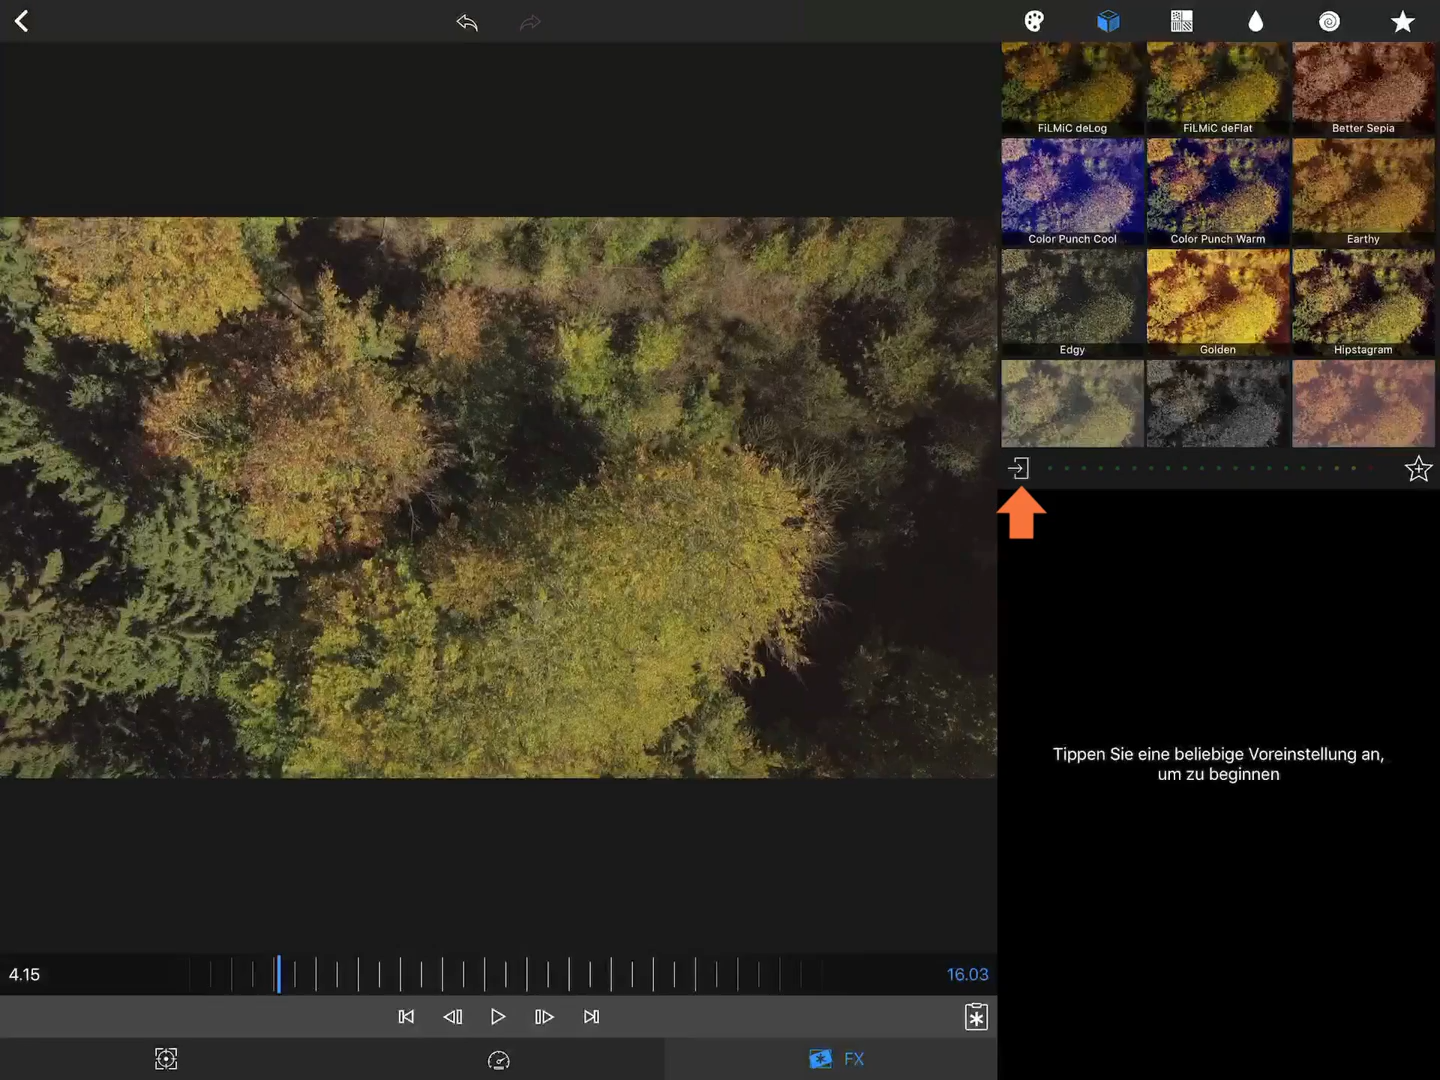 FiLMiC deLog
FiLMiC deFlat
Better Sepia
Color Punch Cool
Color Punch Warm
Earthy
Edgy
Golden
Hipstagram
Tippen Sie eine beliebige Voreinstellung an,
um zu beginnen
4.15
16.03
FX